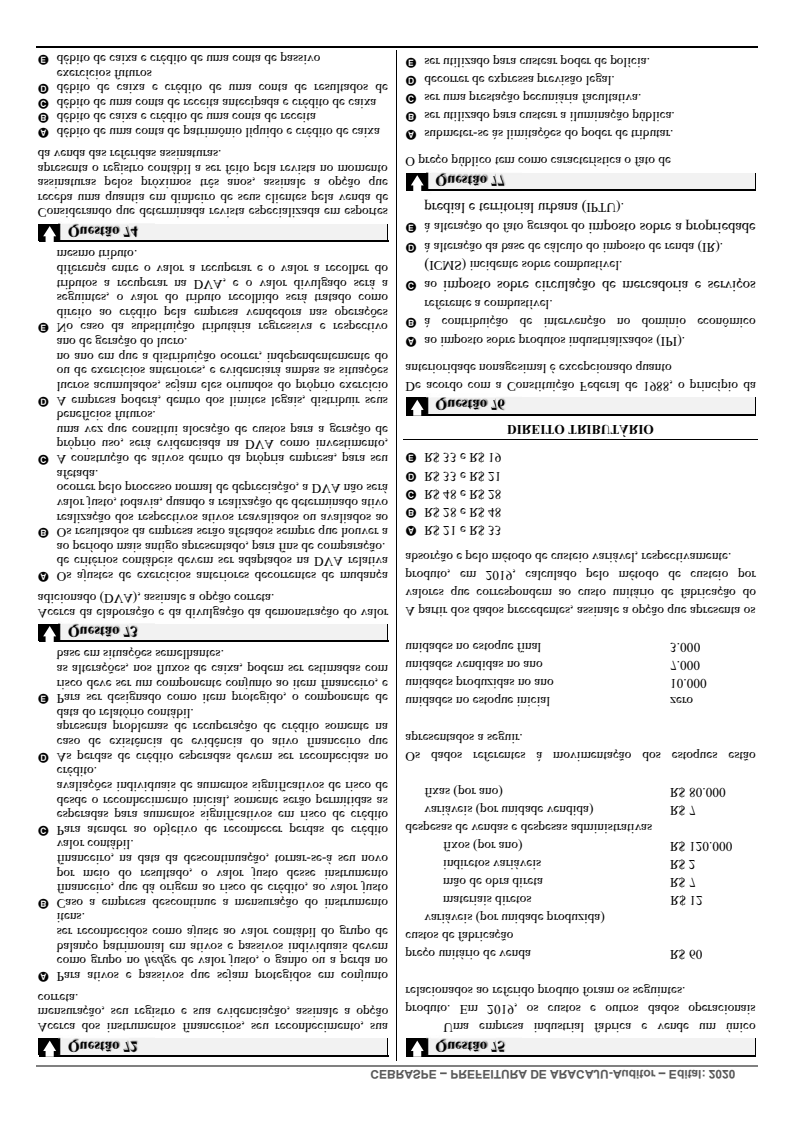 CEBRASPE – PREFEITURA DE ARACAJU-Auditor – Edital: 2020
Questão 72
Acerca dos instrumentos financeiros, seu reconhecimento, sua
mensuração, seu registro e sua evidenciação, assinale a opção
correta.
A Para ativos e passivos que sejam protegidos em conjunto
como grupo no hedge de valor justo, o ganho ou a perda no
balanço patrimonial em ativos e passivos individuais devem
ser reconhecidos como ajuste ao valor contábil do grupo de
itens.
B Caso a empresa descontinue a mensuração do instrumento
financeiro, que dá origem ao risco de crédito, ao valor justo
por meio do resultado, o valor justo desse instrumento
financeiro, na data da descontinuação, tornar-se-á seu novo
valor contábil.
C Para atender ao objetivo de reconhecer perdas de crédito
esperadas para aumentos significativos em risco de crédito
desde o reconhecimento inicial, somente serão permitidas as
avaliações individuais de aumentos significativos de risco de
crédito.
D As perdas de crédito esperadas devem ser reconhecidas no
caso de existência de evidência do ativo financeiro que
apresenta problemas de recuperação de crédito somente na
data do relatório contábil.
E Para ser designado como item protegido, o componente de
risco deve ser um componente conjunto ao item financeiro, e
as alterações, nos fluxos de caixa, podem ser estimadas com
base em situações semelhantes.
Questão 73
Acerca da elaboração e da divulgação da demonstração do valor
adicionado (DVA), assinale a opção correta.
A Os ajustes de exercícios anteriores decorrentes de mudança
de critérios contábeis devem ser adaptados na DVA relativa
ao período mais antigo apresentado, para fins de comparação.
B Os resultados da empresa serão afetados sempre que houver a
realização dos respectivos ativos reavaliados ou avaliados ao
valor justo, todavia, quando a realização de determinado ativo
ocorrer pelo processo normal de depreciação, a DVA não será
afetada.
C A construção de ativos dentro da própria empresa, para seu
próprio uso, será evidenciada na DVA como investimento,
uma vez que constitui alocação de custos para a geração de
benefícios futuros.
D A empresa poderá, dentro dos limites legais, distribuir seus
lucros acumulados, sejam eles oriundos do próprio exercício
ou de exercícios anteriores, e evidenciará ambas as situações
no ano em que a distribuição ocorrer, independentemente do
ano de geração do lucro.
E No caso da substituição tributária regressiva e respectivo
direito ao crédito pela empresa vendedora nas operações
seguintes, o valor do tributo recolhido será tratado como
tributos a recuperar na DVA, e o valor divulgado será a
diferença entre o valor a recuperar e o valor a recolher do
mesmo tributo.
Questão 74
Considerando que determinada revista especializada em esportes
receba uma quantia em dinheiro de seus clientes pela venda de
assinaturas pelos próximos três anos, assinale a opção que
apresenta o registro contábil a ser feito pela revista no momento
da venda das referidas assinaturas.
A débito de uma conta de patrimônio líquido e crédito de caixa
B débito de caixa e crédito de uma conta de receita
C débito de uma conta de receita antecipada e crédito de caixa
D débito de caixa e crédito de uma conta de resultados de
exercícios futuros
E débito de caixa e crédito de uma conta de passivo
Questão 75
Uma empresa industrial fabrica e vende um único
produto. Em 2019, os custos e outros dados operacionais
relacionados ao referido produto foram os seguintes.
preço unitário de venda R$ 60
custos de fabricação
variáveis (por unidade produzida)
materiais diretos R$ 12
mão de obra direta R$ 7
indiretos variáveis R$ 2
fixos (por ano) R$ 120.000
despesas de vendas e despesas administrativas
variáveis (por unidade vendida) R$ 7
fixas (por ano) R$ 80.000
Os dados referentes à movimentação dos estoques estão
apresentados a seguir.
unidades no estoque inicial zero
unidades produzidas no ano 10.000
unidades vendidas no ano 7.000
unidades no estoque final 3.000
A partir dos dados precedentes, assinale a opção que apresenta os
valores que correspondem ao custo unitário de fabricação do
produto, em 2019, calculado pelo método de custeio por
absorção e pelo método de custeio variável, respectivamente.
A R$ 21 e R$ 33
B R$ 28 e R$ 48
C R$ 48 e R$ 28
D R$ 33 e R$ 21
E R$ 33 e R$ 19
DIREITO TRIBUTÁRIO
Questão 76
De acordo com a Constituição Federal de 1988, o princípio da
anterioridade nonagesimal é excepcionado quanto
A ao imposto sobre produtos industrializados (IPI).
B à contribuição de intervenção no domínio econômico
referente a combustível.
C ao imposto sobre circulação de mercadoria e serviços
(ICMS) incidente sobre combustível.
D à alteração da base de cálculo do imposto de renda (IR).
E à alteração do fato gerador do imposto sobre a propriedade
predial e territorial urbana (IPTU).
Questão 77
O preço público tem como característica o fato de
A submeter-se às limitações do poder de tributar.
B ser utilizado para custear a iluminação pública.
C ser uma prestação pecuniária facultativa.
D decorrer de expressa previsão legal.
E ser utilizado para custear poder de polícia.